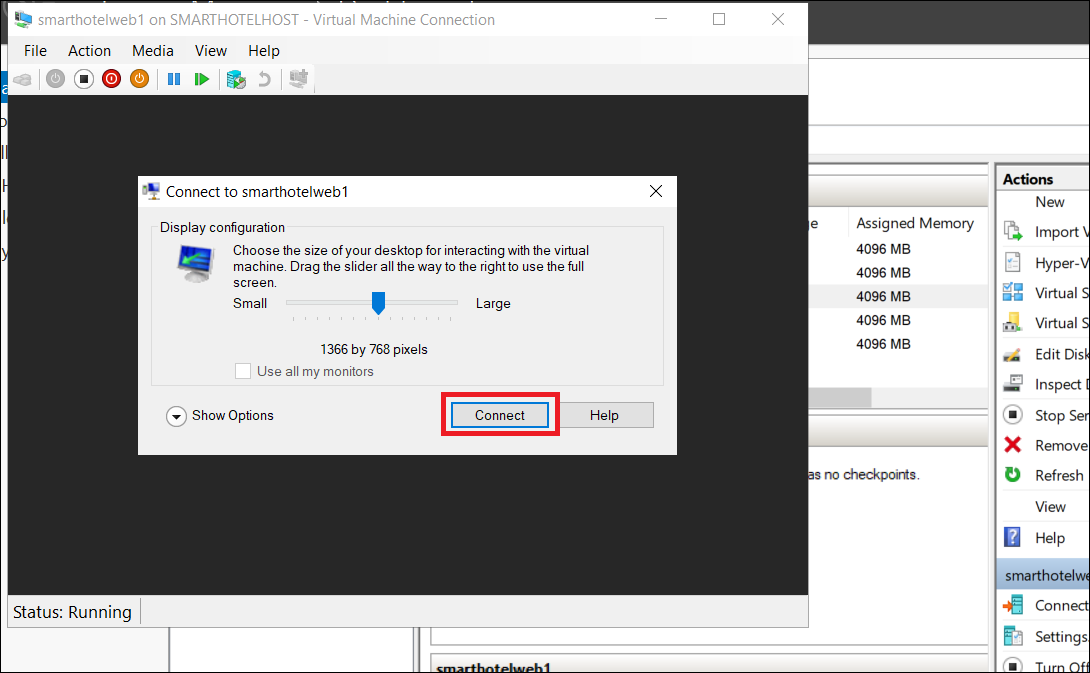 smarthotelweb1 on SMARTHOTELHOST - Virtual Machine Connection
File Action Media View Help
Connect to smarthotelweb1
Display configuration
Choose the size of your desktop for interacting with the virtual
machine. Drag the slider all the way to the right to use the full
screen.
Small Large
1366 by 768 pixels
Use all my monitors
Show Options
Connect Help
Status: Running
Assigned Memory
4096 MB
4096 MB
4096 MB
4096 MB
4096 MB
as no checkpoints.
smarthotelweb1
Actions
New
Import V
Hyper-V
Virtual S
Virtual S
Edit Disk
Inspect D
Stop Ser
Remove
Refresh
View
Help
smarthotelwe
Connect
Settings
Turn Off